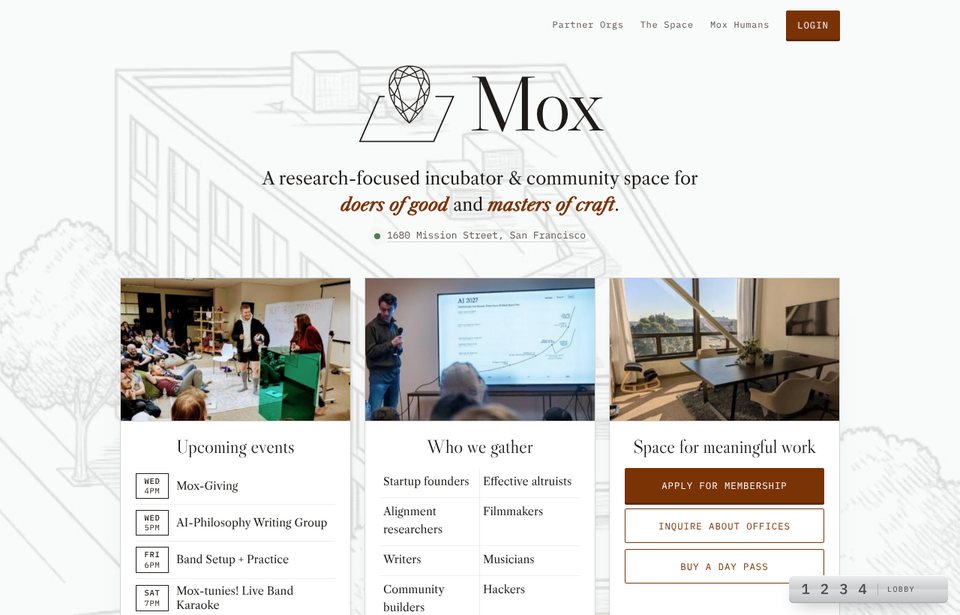 Partner Orgs
The Space
Mox Humans
LOGIN
Mox
A research-focused incubator & community space for
doers of good and masters of craft.
1680 Mission Street, San Francisco
AI 2027
Upcoming events
WED
4PM
Mox-Giving
WED
5PM
AI-Philosophy Writing Group
FRI
6PM
Band Setup + Practice
SAT
7PM
Mox-tunies! Live Band
Karaoke
Who we gather
Startup founders
Effective altruists
Alignment
researchers
Filmmakers
Writers
Musicians
Community
builders
Hackers
Space for meaningful work
APPLY FOR MEMBERSHIP
INQUIRE ABOUT OFFICES
BUY A DAY PASS
1 2 3 4 LOBBY